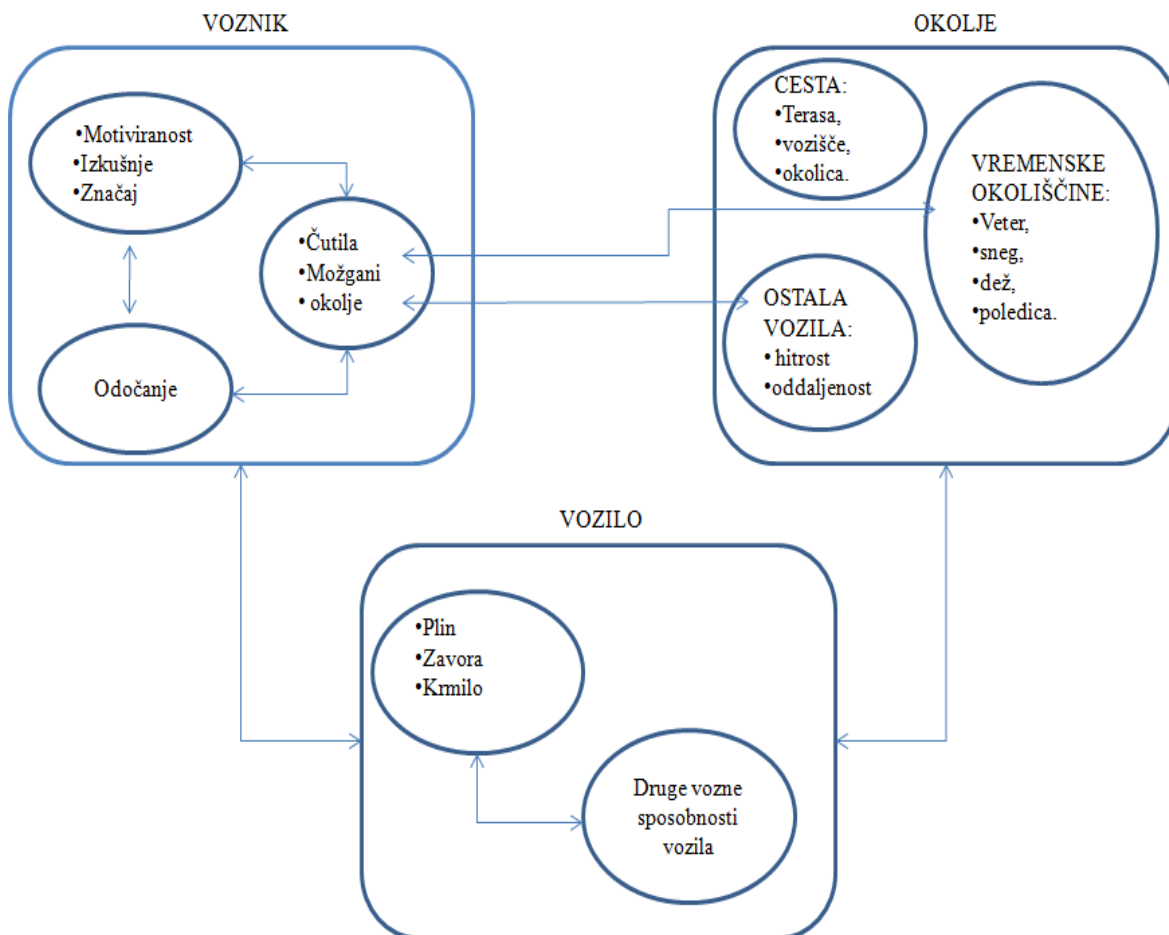 VOZNIK
•Motiviranost
•Izkušnje
•Značaj
•Čutila
•Možgani
• okolje
Odočanje
OKOLJE
CESTA:
•Terasa,
•vozišče,
•okolica.
VREMENSKE
OKOLIŠČINE:
•Veter,
•sneg,
•dež,
•poledica.
OSTALA
VOZILA:
• hitrost
•oddaljenost
VOZILO
•Plin
•Zavora
•Krmilo
Druge vozne
sposobnosti
vozila